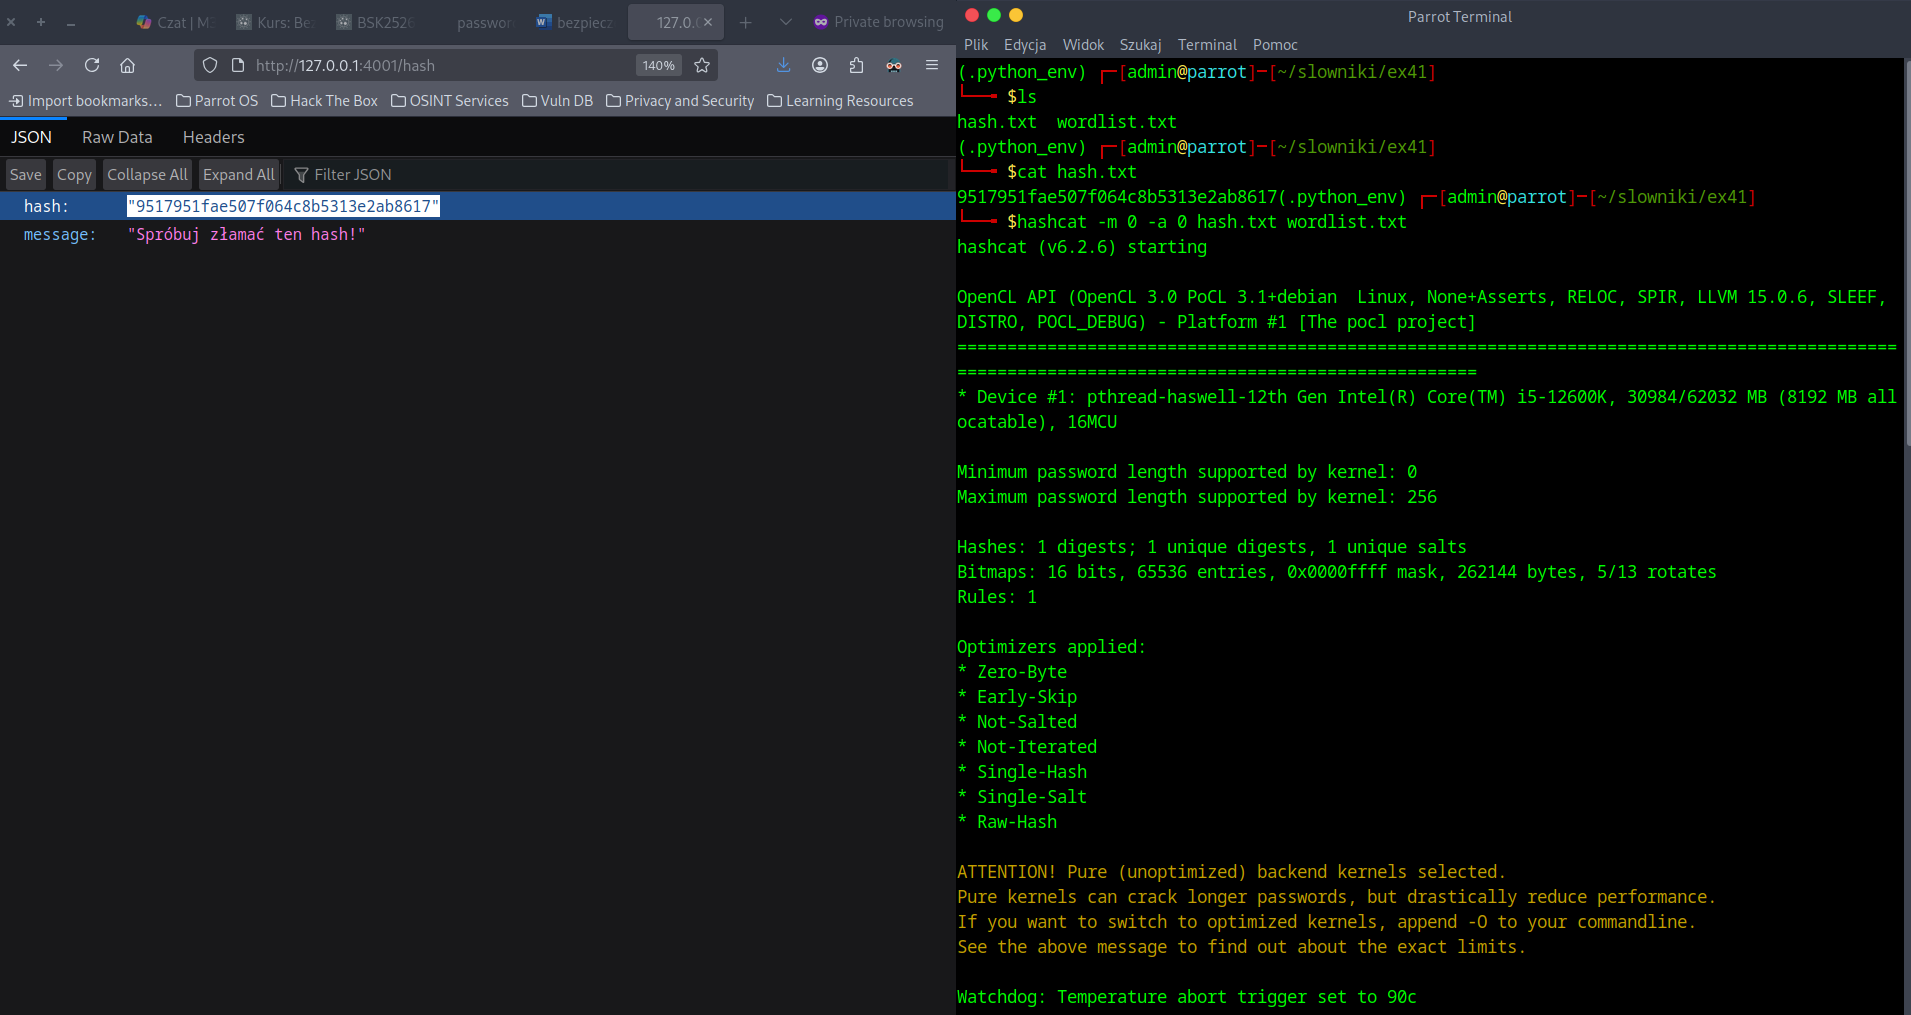 Czat | M
Kurs: Be
BSK2526
passwor
bezpiecz
127.0.
Private browsing
http://127.0.0.1:4001/hash
140%
Import bookmarks...
Parrot OS
Hack The Box
OSINT Services
Vuln DB
Privacy and Security
Learning Resources
JSON
Raw Data
Headers
Save
Copy
Collapse All
Expand All
Filter JSON
hash: "9517951fae507f064c8b5313e2ab8617"
message: "Spróbuj złamać ten hash!"
Parrot Terminal
Plik Edycja Widok Szukaj Terminal Pomoc
(.python_env) ┌─[admin@parrot]─[~/slowniki/ex41]
└──╼ $ls
hash.txt  wordlist.txt
(.python_env) ┌─[admin@parrot]─[~/slowniki/ex41]
└──╼ $cat hash.txt
9517951fae507f064c8b5313e2ab8617(.python_env) ┌─[admin@parrot]─[~/slowniki/ex41]
└──╼ $hashcat -m 0 -a 0 hash.txt wordlist.txt
hashcat (v6.2.6) starting
OpenCL API (OpenCL 3.0 PoCL 3.1+debian  Linux, None+Asserts, RELOC, SPIR, LLVM 15.0.6, SLEEF,
DISTRO, POCL_DEBUG) - Platform #1 [The pocl project]
==============================================================================================
====================================================
* Device #1: pthread-haswell-12th Gen Intel(R) Core(TM) i5-12600K, 30984/62032 MB (8192 MB all
ocatable), 16MCU
Minimum password length supported by kernel: 0
Maximum password length supported by kernel: 256
Hashes: 1 digests; 1 unique digests, 1 unique salts
Bitmaps: 16 bits, 65536 entries, 0x0000ffff mask, 262144 bytes, 5/13 rotates
Rules: 1
Optimizers applied:
* Zero-Byte
* Early-Skip
* Not-Salted
* Not-Iterated
* Single-Hash
* Single-Salt
* Raw-Hash
ATTENTION! Pure (unoptimized) backend kernels selected.
Pure kernels can crack longer passwords, but drastically reduce performance.
If you want to switch to optimized kernels, append -O to your commandline.
See the above message to find out about the exact limits.
Watchdog: Temperature abort trigger set to 90c